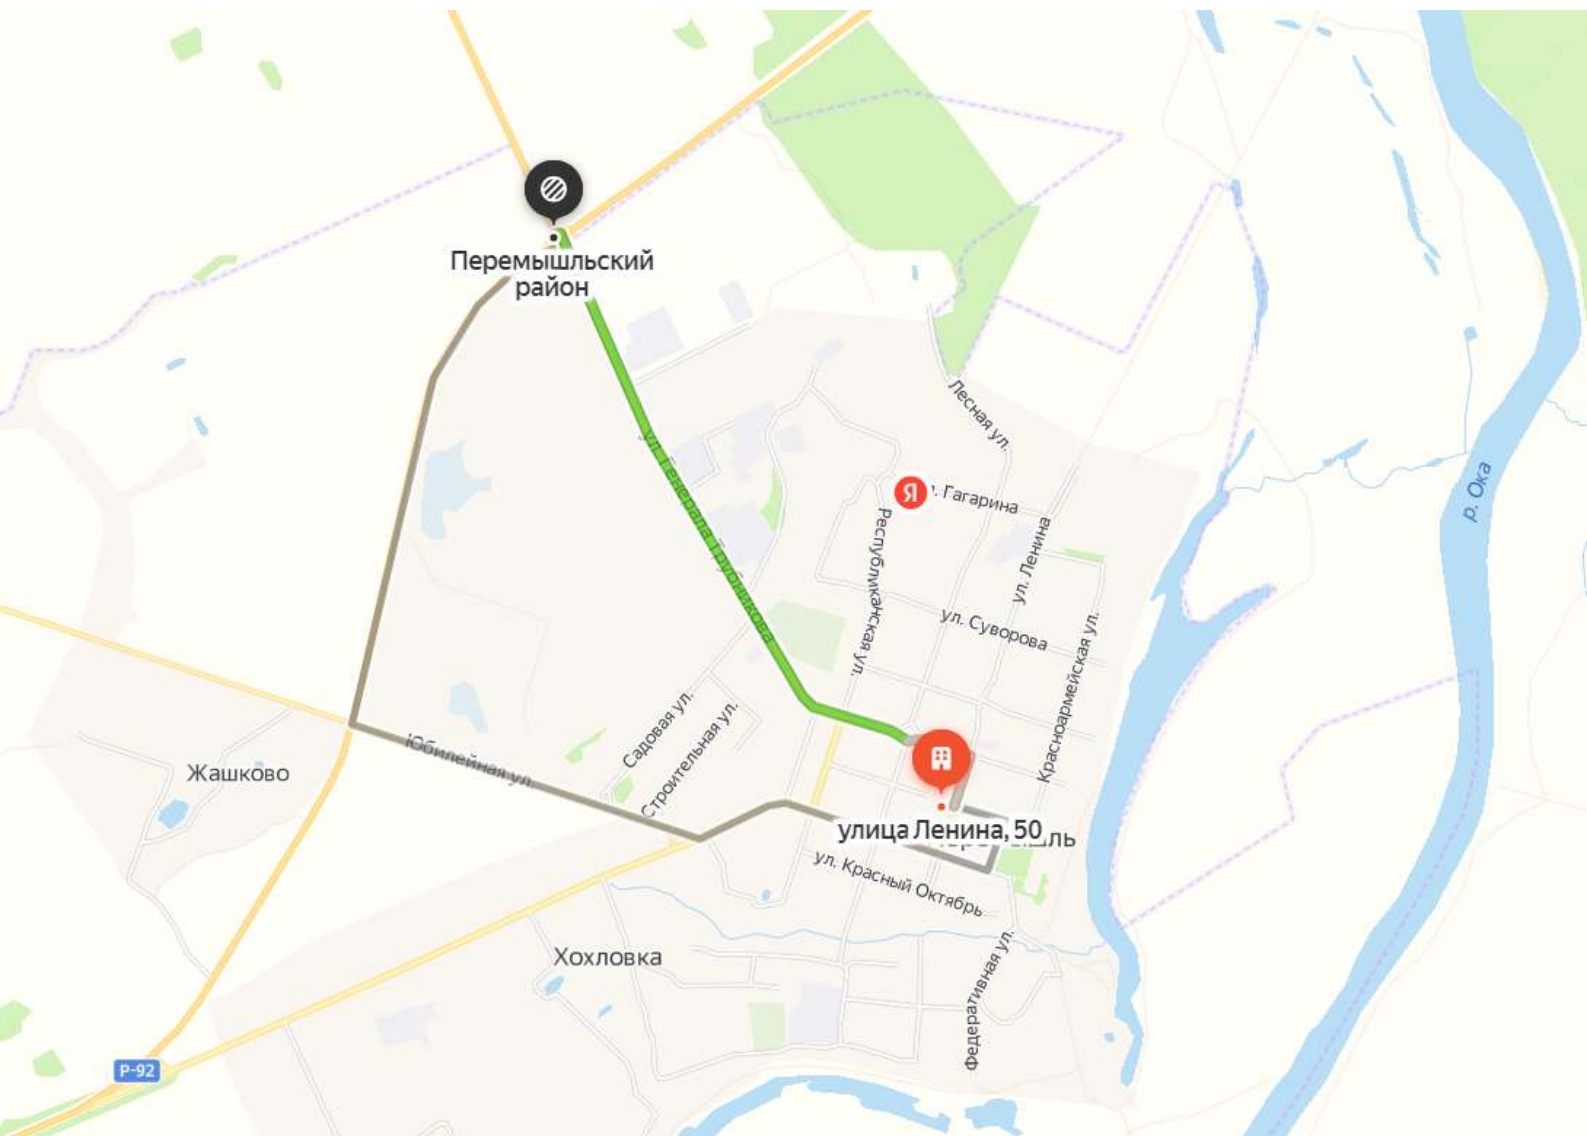 Перемышльский
район
Лесная ул.
Я
. Гагарина
р. Ока
ул. Генерала Трубникова
Республиканская ул.
ул. Ленина
ул. Суворова
Красноармейская ул.
Садовая ул.
Строительная ул.
Юбилейная ул.
Жашково
улица Ленина, 50
ул. Красный Октябрь
Хохловка
Федеративная ул.
Р-92